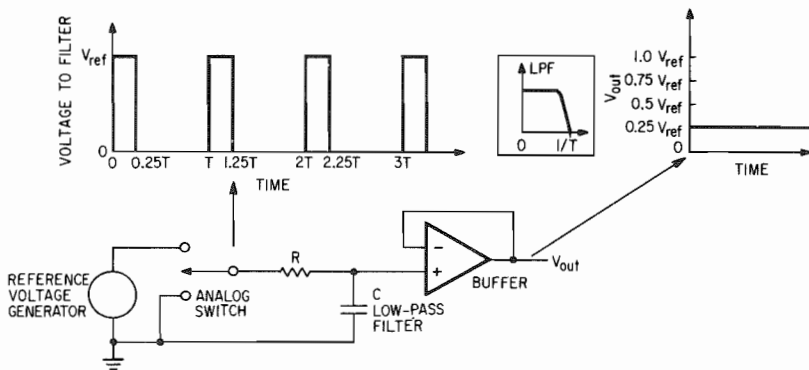 VOLTAGE TO FILTER
V_ref
0
0 0.25T T 1.25T 2T 2.25T 3T
TIME
LPF
0 1/T
V_out
1.0 V_ref
0.75 V_ref
0.5 V_ref
0.25 V_ref
0
TIME
REFERENCE
VOLTAGE
GENERATOR
ANALOG
SWITCH
R
C
LOW-PASS
FILTER
−
+
BUFFER
V_out